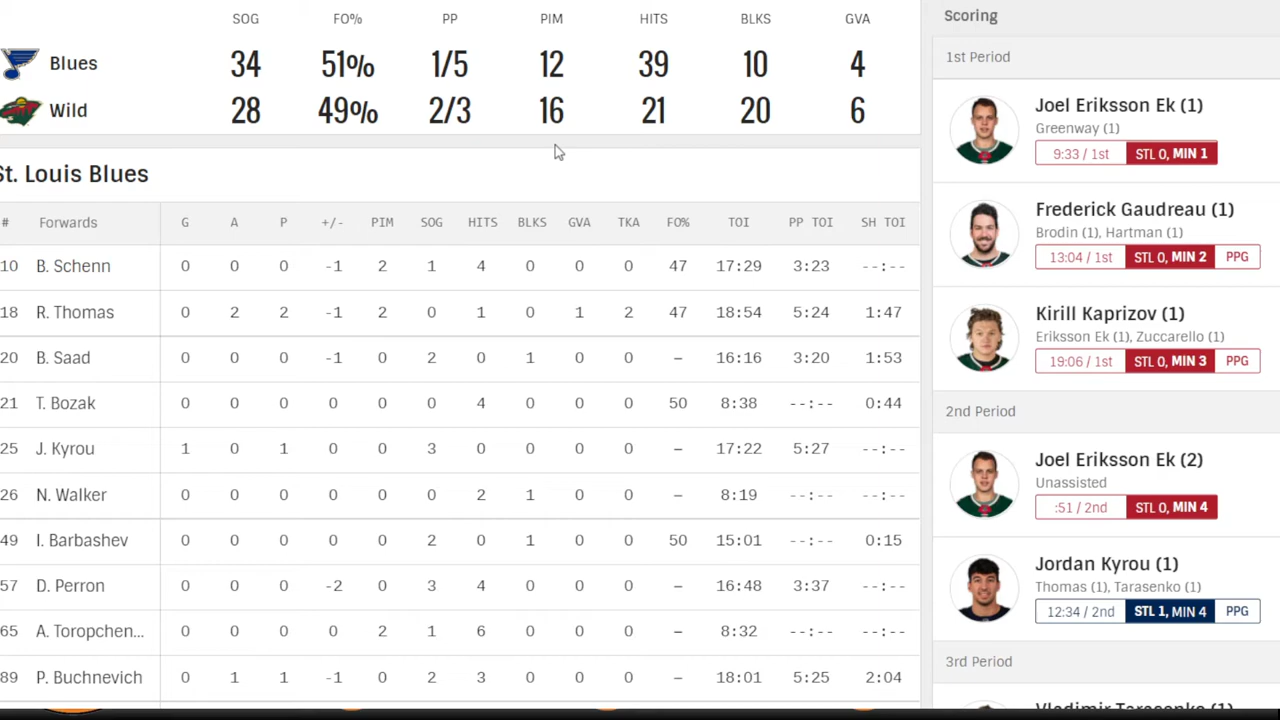 SOG FO% PP PIM HITS BLKS GVA
Blues 34 51% 1/5 12 39 10 4
Wild 28 49% 2/3 16 21 20 6
St. Louis Blues
# Forwards G A P +/- PIM SOG HITS BLKS GVA TKA FO% TOI PP TOI SH TOI
10 B. Schenn 0 0 0 -1 2 1 4 0 0 0 47 17:29 3:23 --:--
18 R. Thomas 0 2 2 -1 2 0 1 0 1 2 47 18:54 5:24 1:47
20 B. Saad 0 0 0 -1 0 2 0 1 0 0 – 16:16 3:20 1:53
21 T. Bozak 0 0 0 0 0 0 4 0 0 0 50 8:38 --:-- 0:44
25 J. Kyrou 1 0 1 0 0 3 0 0 0 0 – 17:22 5:27 --:--
26 N. Walker 0 0 0 0 0 0 2 1 0 0 – 8:19 --:-- --:--
49 I. Barbashev 0 0 0 0 0 2 0 1 0 0 50 15:01 --:-- 0:15
57 D. Perron 0 0 0 -2 0 3 4 0 0 0 – 16:48 3:37 --:--
65 A. Toropchen... 0 0 0 0 2 1 6 0 0 0 – 8:32 --:-- --:--
89 P. Buchnevich 0 1 1 -1 0 2 3 0 0 0 – 18:01 5:25 2:04
Scoring
1st Period
Joel Eriksson Ek (1)
Greenway (1)
9:33 / 1st STL 0, MIN 1
Frederick Gaudreau (1)
Brodin (1), Hartman (1)
13:04 / 1st STL 0, MIN 2 PPG
Kirill Kaprizov (1)
Eriksson Ek (1), Zuccarello (1)
19:06 / 1st STL 0, MIN 3 PPG
2nd Period
Joel Eriksson Ek (2)
Unassisted
:51 / 2nd STL 0, MIN 4
Jordan Kyrou (1)
Thomas (1), Tarasenko (1)
12:34 / 2nd STL 1, MIN 4 PPG
3rd Period
Vladimir Tarasenko (1)